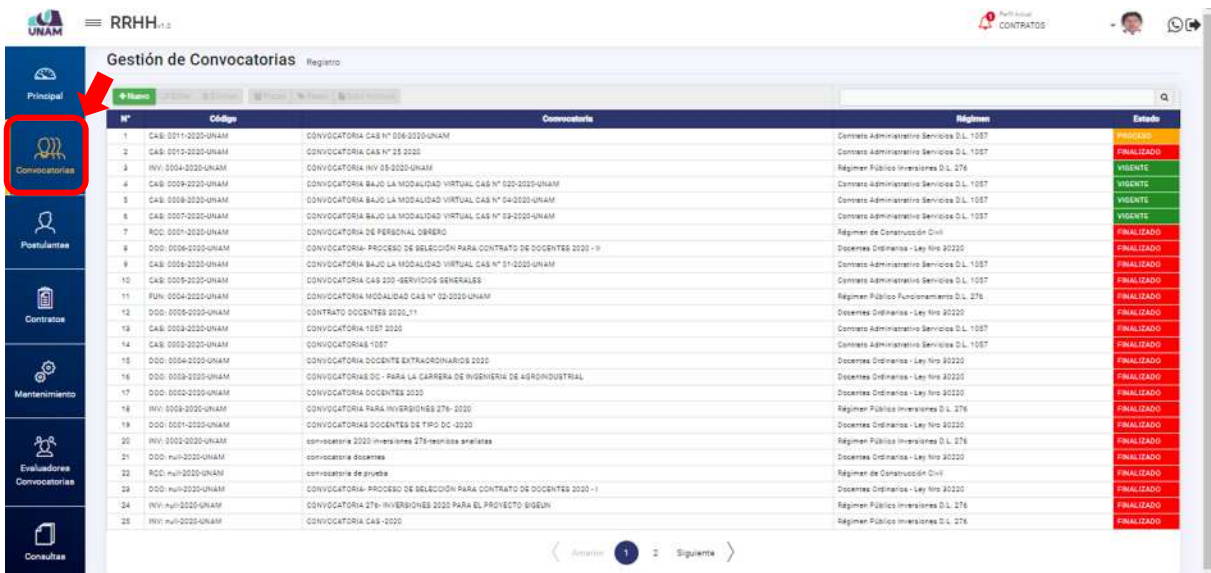 UNAM
RRHH v1.0
Perfil Actual
CONTRATOS
Principal
Convocatorias
Postulantes
Contratos
Mantenimiento
Evaluadores
Convocatorias
Consultas
Gestión de Convocatorias Registro
+Nuevo Editar Eliminar Plazas Fases
N° Código Convocatoria Régimen Estado
1 CAS: 0011-2020-UNAM CONVOCATORIA CAS N° 006-2020-UNAM Contrato Administrativo Servicios D.L. 1057 PROCESO
2 CAS: 0010-2020-UNAM CONVOCATORIA CAS N° 25 2020 Contrato Administrativo Servicios D.L. 1057 FINALIZADO
3 INV: 0004-2020-UNAM CONVOCATORIA INV 05-2020-UNAM Régimen Público Inversiones D.L. 276 VIGENTE
4 CAS: 0009-2020-UNAM CONVOCATORIA BAJO LA MODALIDAD VIRTUAL CAS N° 020-2020-UNAM Contrato Administrativo Servicios D.L. 1057 VIGENTE
5 CAS: 0008-2020-UNAM CONVOCATORIA BAJO LA MODALIDAD VIRTUAL CAS N° 04-2020-UNAM Contrato Administrativo Servicios D.L. 1057 VIGENTE
6 CAS: 0007-2020-UNAM CONVOCATORIA BAJO LA MODALIDAD VIRTUAL CAS N° 03-2020-UNAM Contrato Administrativo Servicios D.L. 1057 VIGENTE
7 RCC: 0001-2020-UNAM CONVOCATORIA DE PERSONAL OBRERO Régimen de Construcción Civil FINALIZADO
8 DOC: 0006-2020-UNAM CONVOCATORIA- PROCESO DE SELECCIÓN PARA CONTRATO DE DOCENTES 2020 - II Docentes Ordinarios - Ley Nro 30220 FINALIZADO
9 CAS: 0006-2020-UNAM CONVOCATORIA BAJO LA MODALIDAD VIRTUAL CAS N° 01-2020-UNAM Contrato Administrativo Servicios D.L. 1057 FINALIZADO
10 CAS: 0005-2020-UNAM CONVOCATORIA CAS 200 -SERVICIOS GENERALES Contrato Administrativo Servicios D.L. 1057 FINALIZADO
11 FUN: 0004-2020-UNAM CONVOCATORIA MODALIDAD CAS N° 02-2020-UNAM Régimen Público Funcionamiento D.L. 276 FINALIZADO
12 DOC: 0005-2020-UNAM CONTRATO DOCENTES 2020_11 Docentes Ordinarios - Ley Nro 30220 FINALIZADO
13 CAS: 0003-2020-UNAM CONVOCATORIA 1057 2020 Contrato Administrativo Servicios D.L. 1057 FINALIZADO
14 CAS: 0002-2020-UNAM CONVOCATORIAS 1057 Contrato Administrativo Servicios D.L. 1057 FINALIZADO
15 DOC: 0004-2020-UNAM CONVOCATORIA DOCENTE EXTRAORDINARIOS 2020 Docentes Ordinarios - Ley Nro 30220 FINALIZADO
16 DOC: 0003-2020-UNAM CONVOCATORIAS DC - PARA LA CARRERA DE INGENIERIA DE AGROINDUSTRIAL Docentes Ordinarios - Ley Nro 30220 FINALIZADO
17 DOC: 0002-2020-UNAM CONVOCATORIA DOCENTES 2020 Docentes Ordinarios - Ley Nro 30220 FINALIZADO
18 INV: 0003-2020-UNAM CONVOCATORIA PARA INVERSIONES 276- 2020 Régimen Público Inversiones D.L. 276 FINALIZADO
19 DOC: 0001-2020-UNAM CONVOCATORIAS DOCENTES DE TIPO DC -2020 Docentes Ordinarios - Ley Nro 30220 FINALIZADO
20 INV: 0002-2020-UNAM convocatoria 2020 inversiones 276-tecnicos analistas Régimen Público Inversiones D.L. 276 FINALIZADO
21 DOC: null-2020-UNAM convocatoria docentes Docentes Ordinarios - Ley Nro 30220 FINALIZADO
22 RCC: null-2020-UNAM convocatoria de prueba Régimen de Construcción Civil FINALIZADO
23 DOC: null-2020-UNAM CONVOCATORIA- PROCESO DE SELECCIÓN PARA CONTRATO DE DOCENTES 2020 - I Docentes Ordinarios - Ley Nro 30220 FINALIZADO
24 INV: null-2020-UNAM CONVOCATORIA 276- INVERSIONES 2020 PARA EL PROYECTO SIGEUN Régimen Público Inversiones D.L. 276 FINALIZADO
25 INV: null-2020-UNAM CONVOCATORIA CAS -2020 Régimen Público Inversiones D.L. 276 FINALIZADO
Anterior 1 2 Siguiente